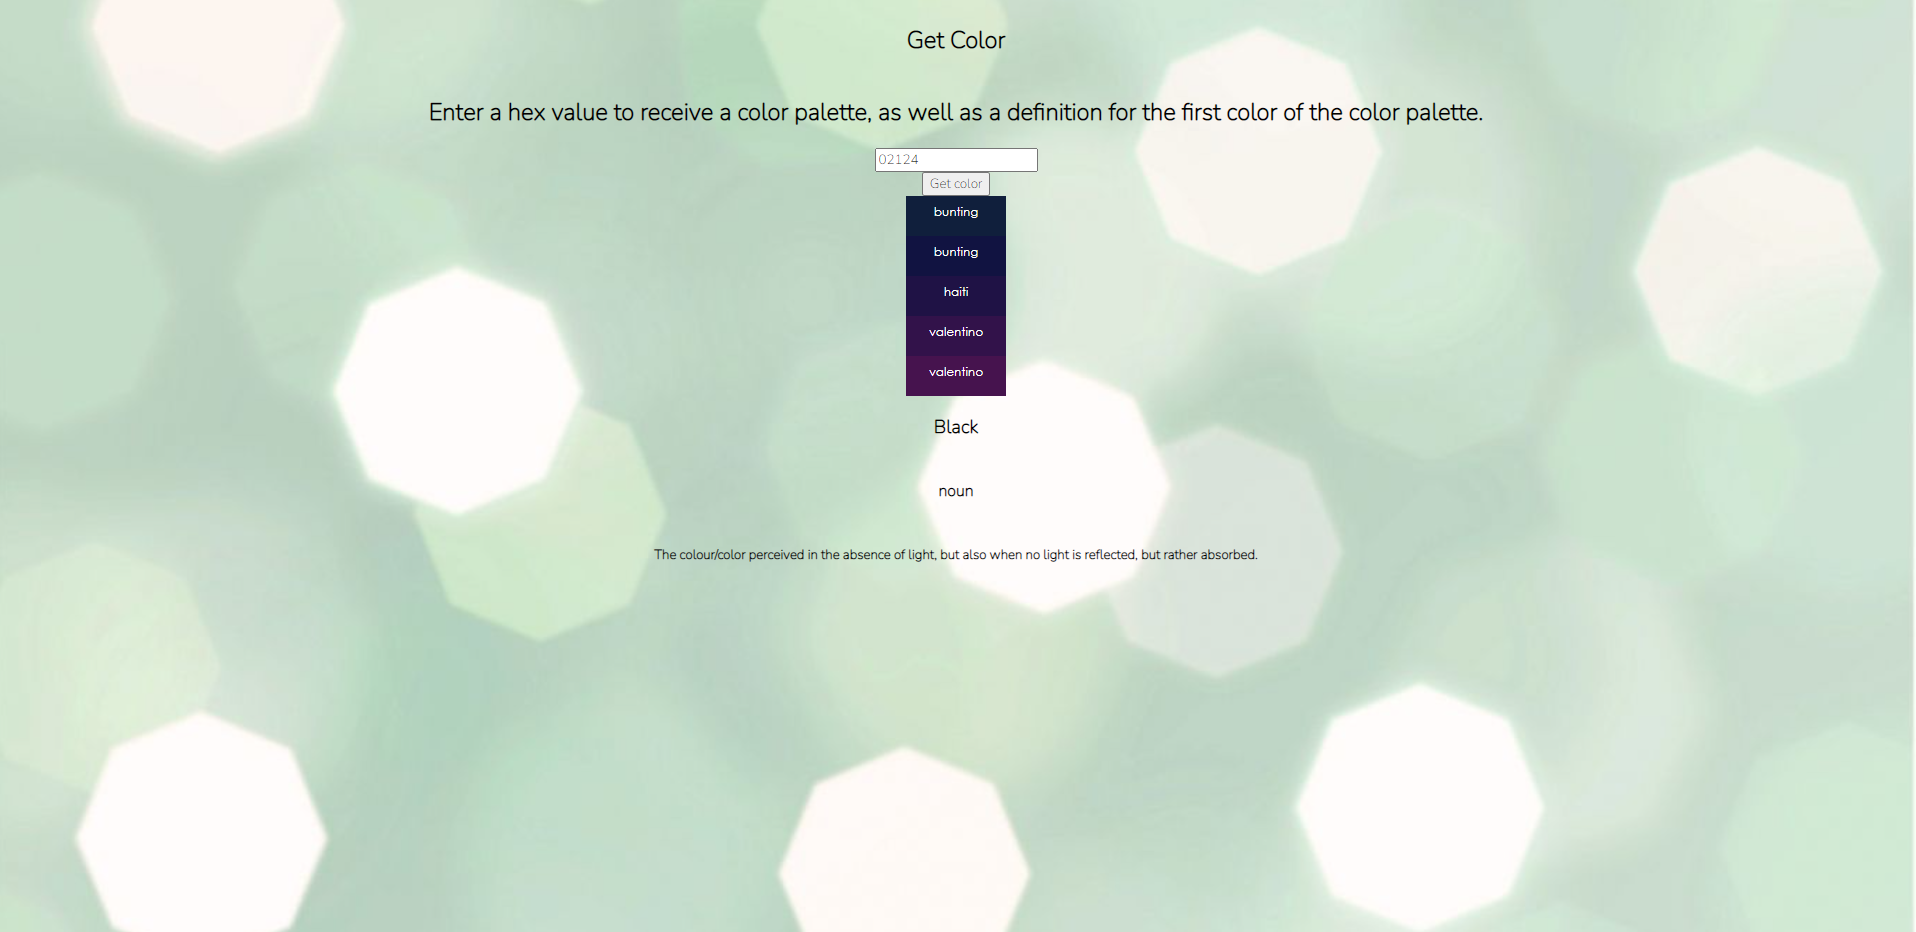 Get Color
Enter a hex value to receive a color palette, as well as a definition for the first color of the color palette.
02124
Get color
bunting
bunting
haiti
valentino
valentino
Black
noun
The colour/color perceived in the absence of light, but also when no light is reflected, but rather absorbed.